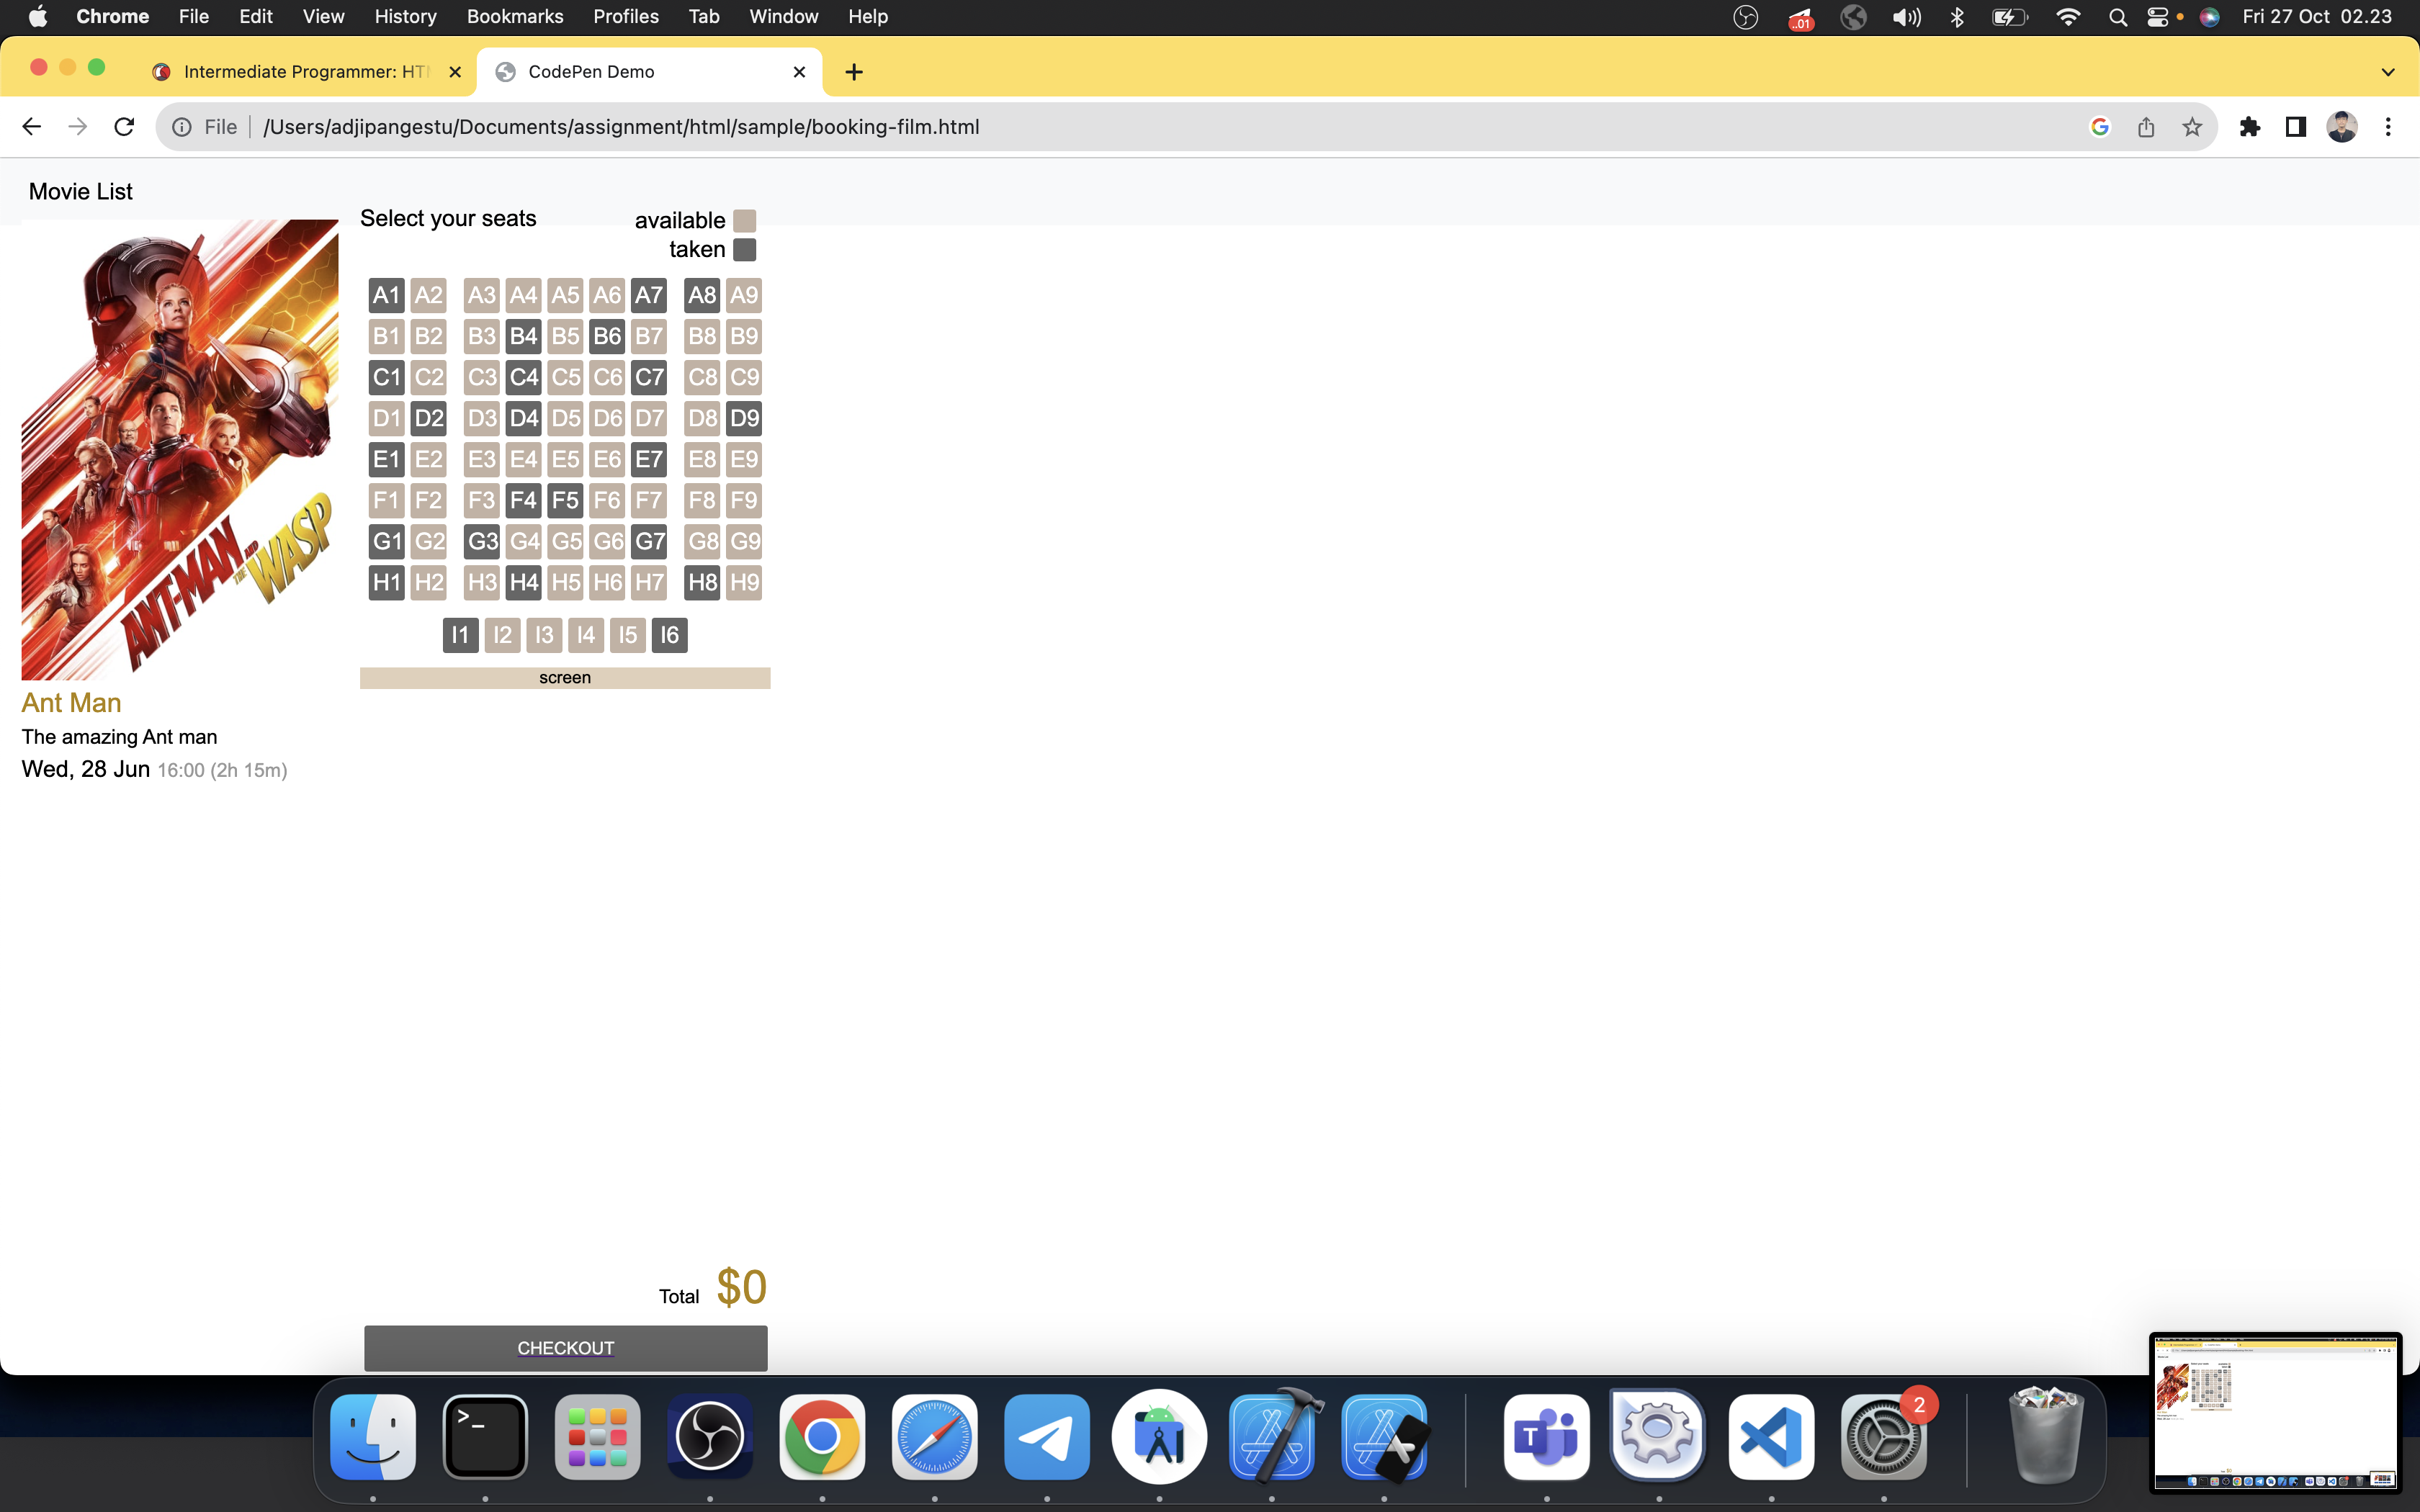 Chrome File Edit View History Bookmarks Profiles Tab Window Help
..01
Fri 27 Oct 02.23
Intermediate Programmer: HT
CodePen Demo
File /Users/adjipangestu/Documents/assignment/html/sample/booking-film.html
Movie List
Select your seats
available
taken
A1 A2 A3 A4 A5 A6 A7 A8 A9
B1 B2 B3 B4 B5 B6 B7 B8 B9
C1 C2 C3 C4 C5 C6 C7 C8 C9
D1 D2 D3 D4 D5 D6 D7 D8 D9
E1 E2 E3 E4 E5 E6 E7 E8 E9
F1 F2 F3 F4 F5 F6 F7 F8 F9
G1 G2 G3 G4 G5 G6 G7 G8 G9
H1 H2 H3 H4 H5 H6 H7 H8 H9
I1 I2 I3 I4 I5 I6
screen
ANT-MAN AND THE WASP
Ant Man
The amazing Ant man
Wed, 28 Jun 16:00 (2h 15m)
Total $0
CHECKOUT
>_
T
2